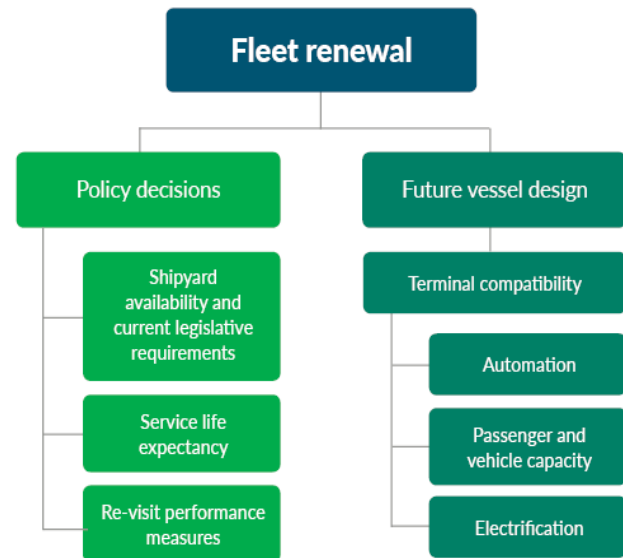 Fleet renewal
Policy decisions
Shipyard
availability and
current legislative
requirements
Service life
expectancy
Re-visit performance
measures
Future vessel design
Terminal compatibility
Automation
Passenger and
vehicle capacity
Electrification